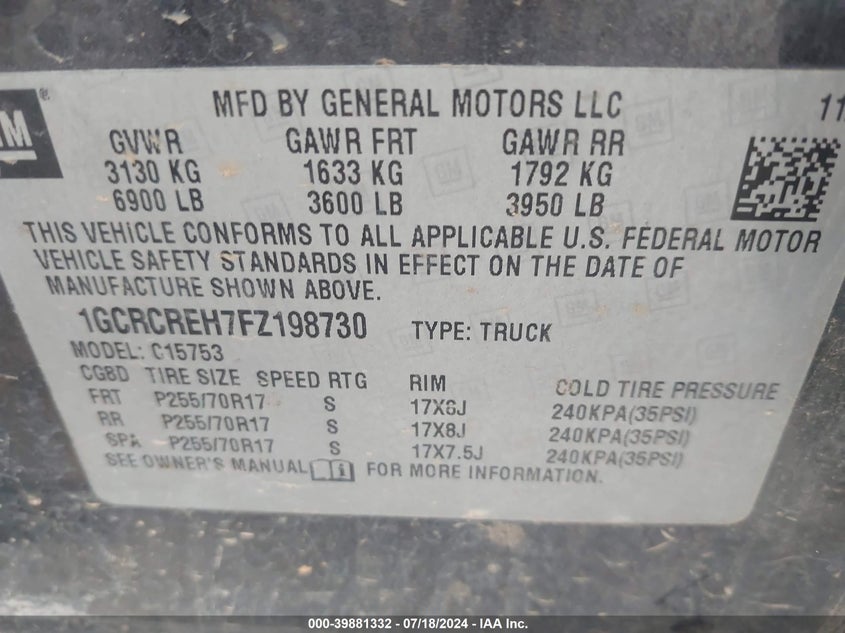 GM ®
MFD BY GENERAL MOTORS LLC 11
GVWR GAWR FRT GAWR RR
3130 KG 1633 KG 1792 KG
6900 LB 3600 LB 3950 LB
THIS VEHICLE CONFORMS TO ALL APPLICABLE U.S. FEDERAL MOTOR
VEHICLE SAFETY STANDARDS IN EFFECT ON THE DATE OF
MANUFACTURE SHOWN ABOVE.
1GCRCREH7FZ198730 TYPE: TRUCK
MODEL: C15753
CG8D TIRE SIZE SPEED RTG RIM COLD TIRE PRESSURE
FRT P255/70R17 S 17X8J 240KPA(35PSI)
RR P255/70R17 S 17X8J 240KPA(35PSI)
SPA P255/70R17 S 17X7.5J 240KPA(35PSI)
SEE OWNER'S MANUAL FOR MORE INFORMATION.
000-39881332 - 07/18/2024 - IAA Inc.